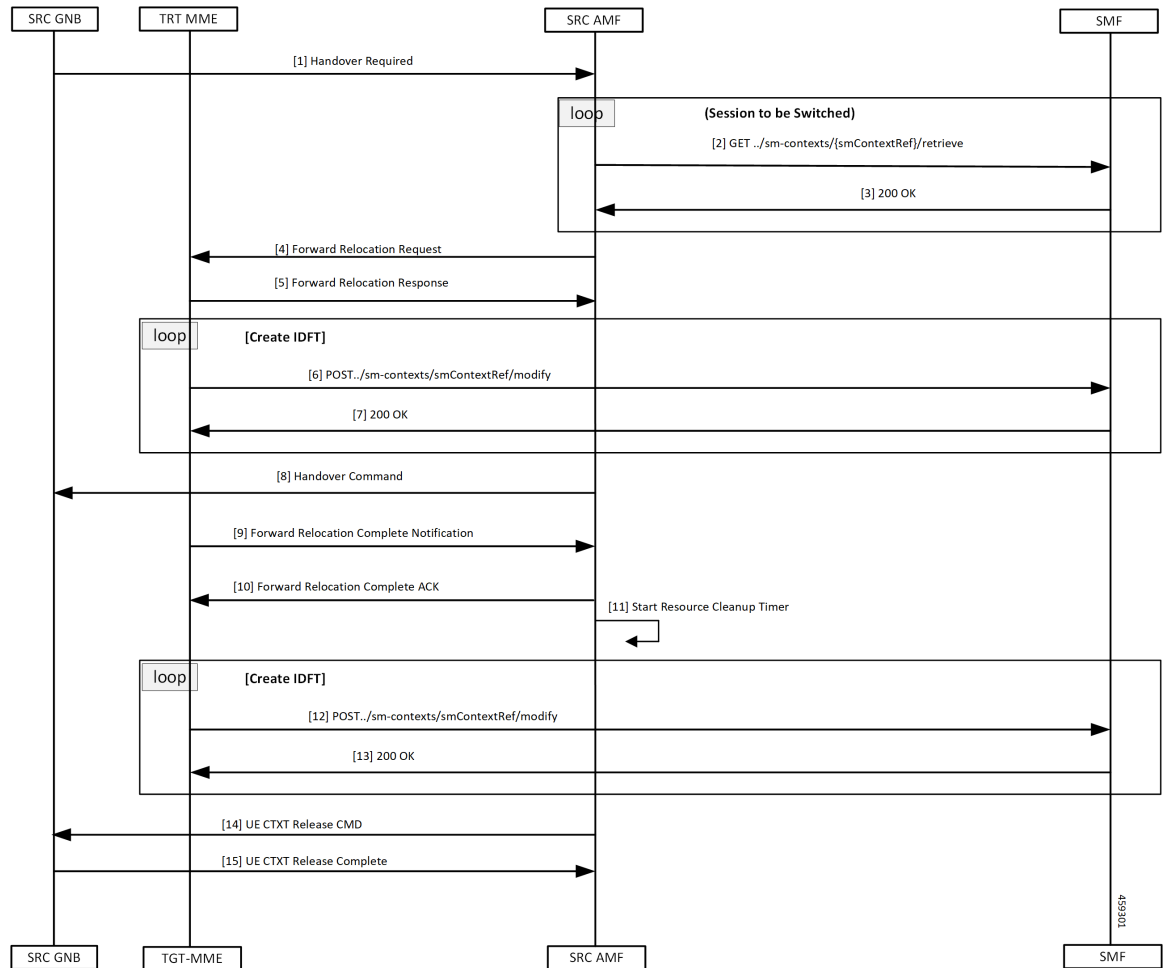 SRC GNB
TRT MME
SRC AMF
SMF
[1] Handover Required
loop
(Session to be Switched)
[2] GET ../sm-contexts/{smContextRef}/retrieve
[3] 200 OK
[4] Forward Relocation Request
[5] Forward Relocation Response
loop
[Create IDFT]
[6] POST../sm-contexts/smContextRef/modify
[7] 200 OK
[8] Handover Command
[9] Forward Relocation Complete Notification
[10] Forward Relocation Complete ACK
[11] Start Resource Cleanup Timer
loop
[Create IDFT]
[12] POST../sm-contexts/smContextRef/modify
[13] 200 OK
[14] UE CTXT Release CMD
[15] UE CTXT Release Complete
459301
SRC GNB
TGT-MME
SRC AMF
SMF